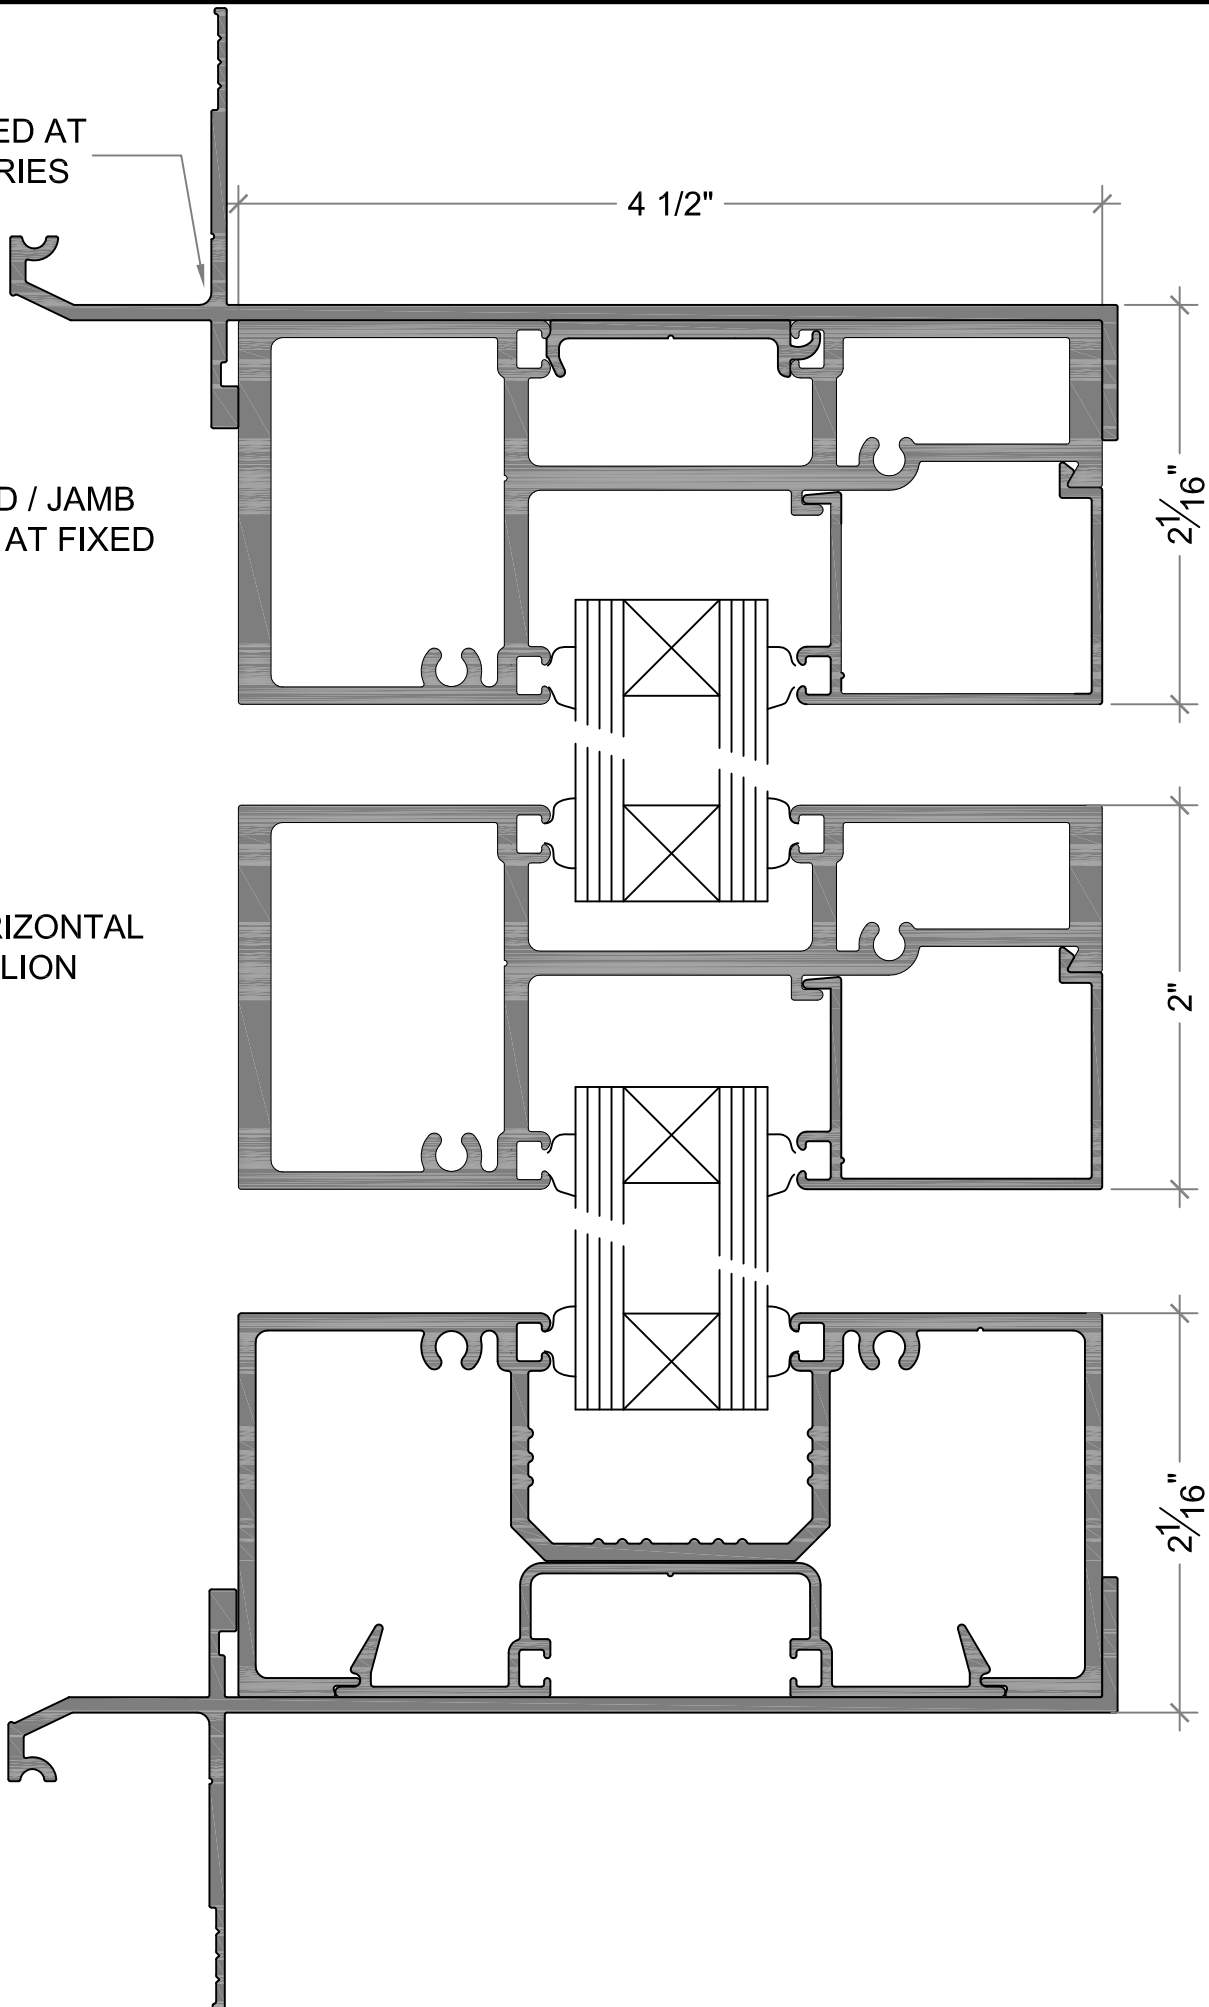 ED AT
RIES
4 1/2"
2 1/16"
D / JAMB
AT FIXED
RIZONTAL
LION
2"
2 1/16"